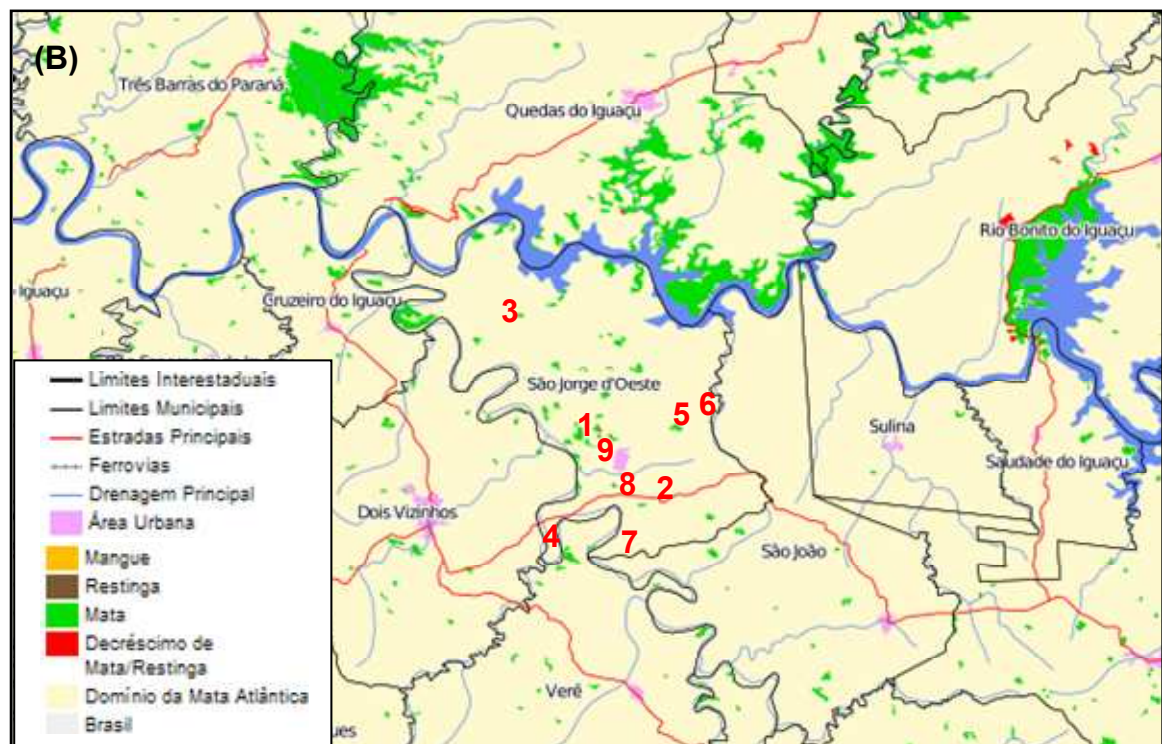 (B)
Três Barras do Paraná
Quedas do Iguaçu
Rio Bonito do Iguaçu
Iguaçu
Cruzeiro do Iguaçu
3
São Jorge d'Oeste
1
5
6
9
Sulina
Saudade do Iguaçu
8
2
Dois Vizinhos
4
7
São João
Verê
ues
Limites Interestaduais
Limites Municipais
Estradas Principais
Ferrovias
Drenagem Principal
Área Urbana
Mangue
Restinga
Mata
Decréscimo de
Mata/Restinga
Domínio da Mata Atlântica
Brasil